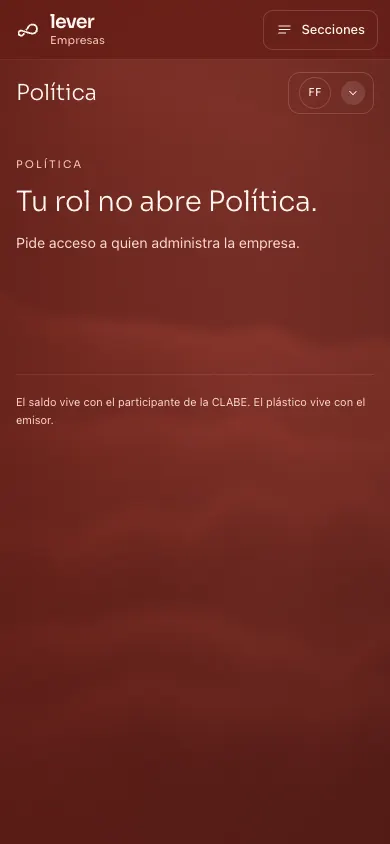 lever
Empresas
Secciones
Política
FF
POLÍTICA
Tu rol no abre Política.
Pide acceso a quien administra la empresa.
El saldo vive con el participante de la CLABE. El plástico vive con el
emisor.